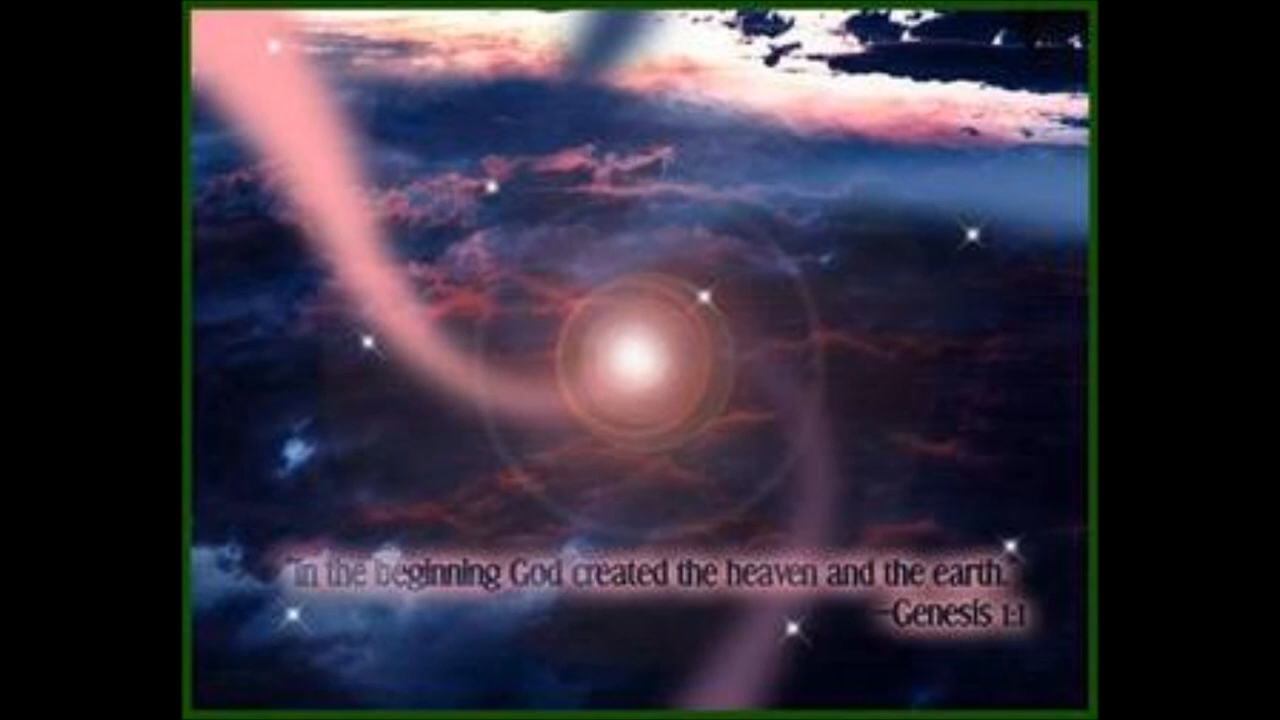 "In the beginning God created the heaven and the earth."
-Genesis 1:1